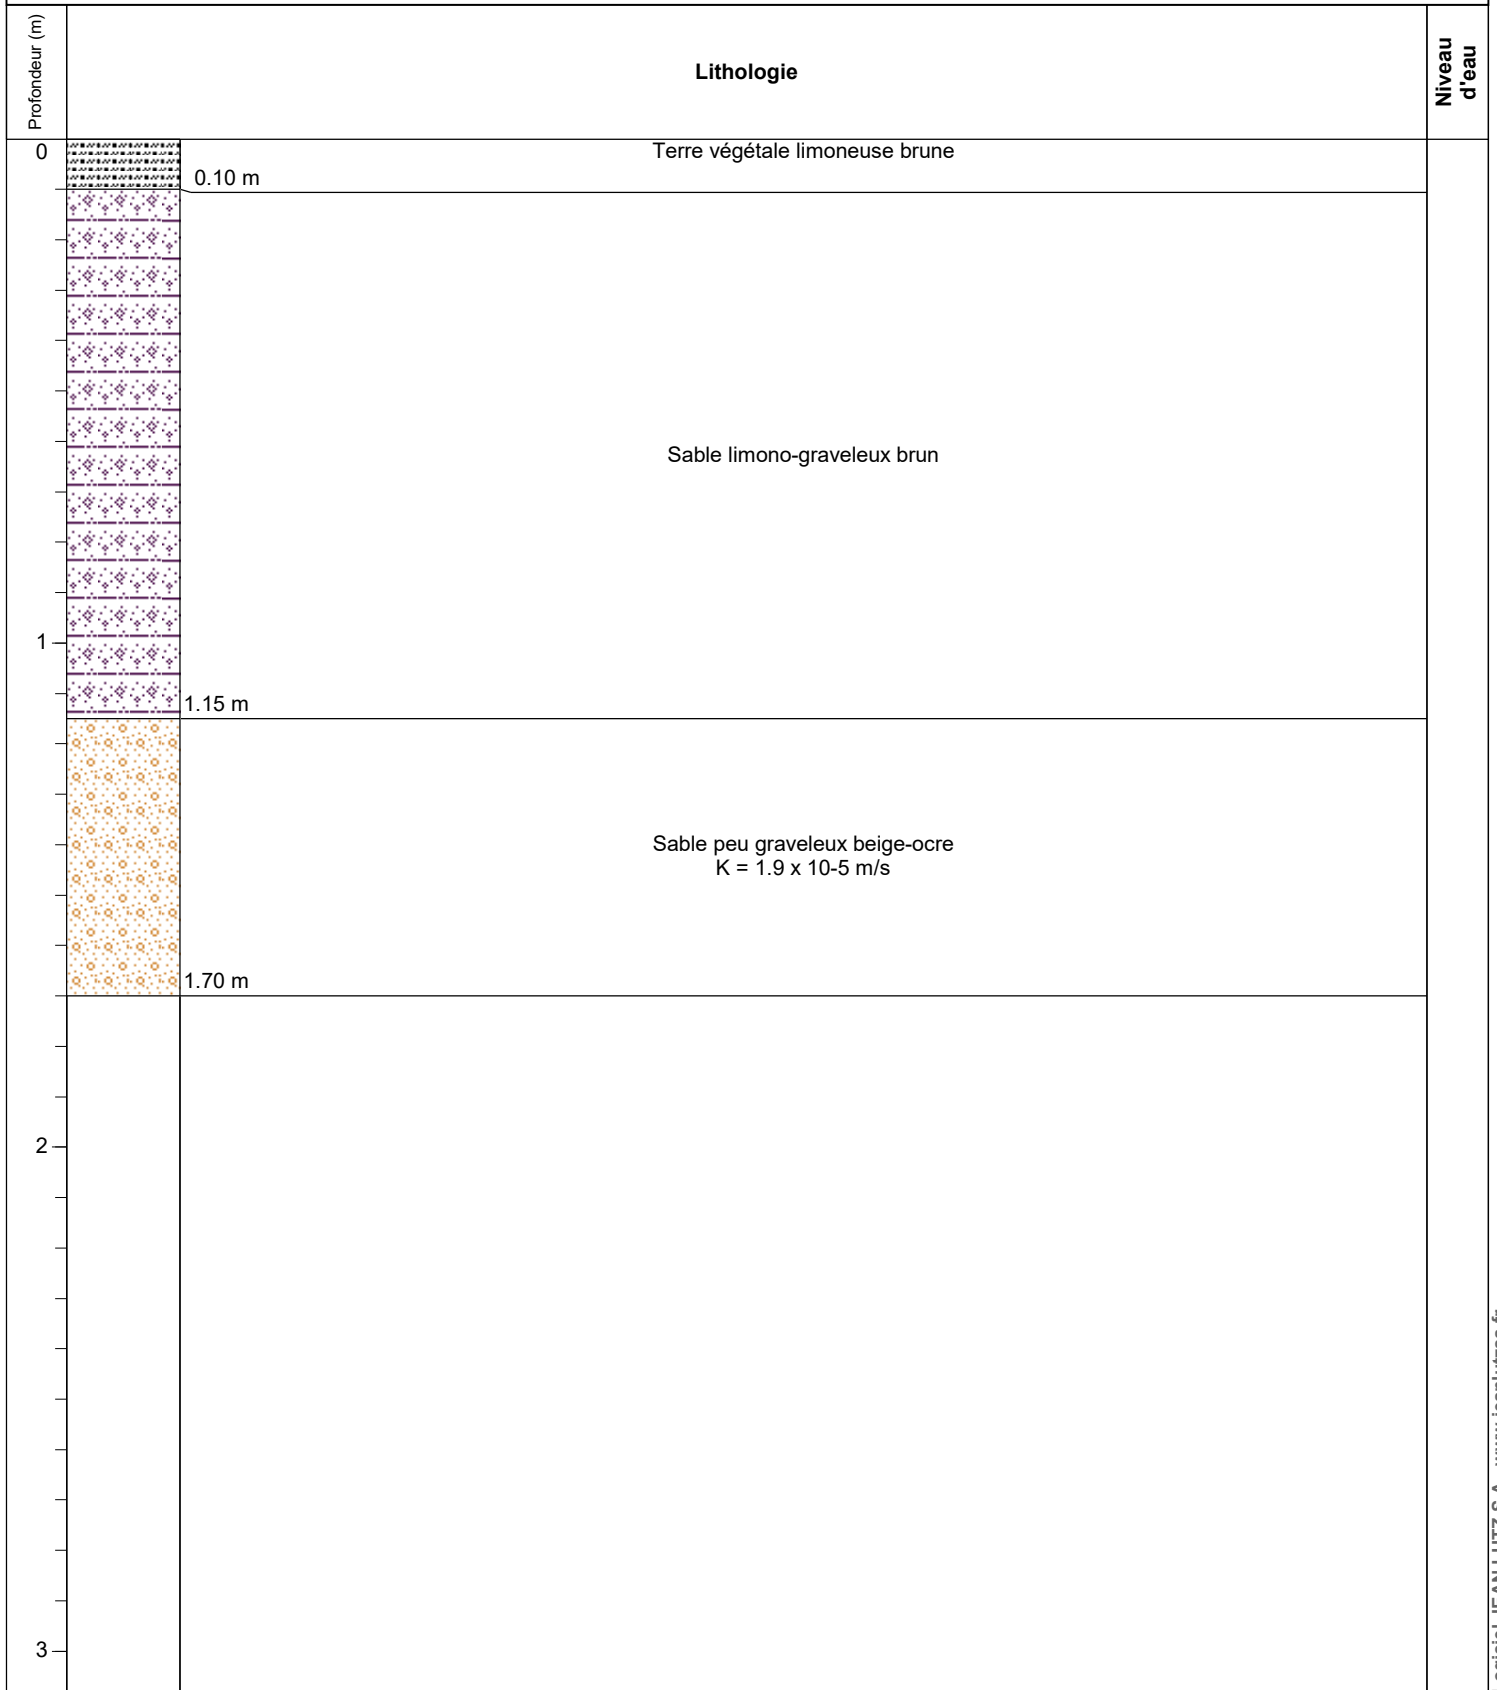 Profondeur (m)
Lithologie
Niveau
d'eau
0
Terre végétale limoneuse brune
0.10 m
Sable limono-graveleux brun
1
1.15 m
Sable peu graveleux beige-ocre
K = 1.9 x 10-5 m/s
1.70 m
2
3